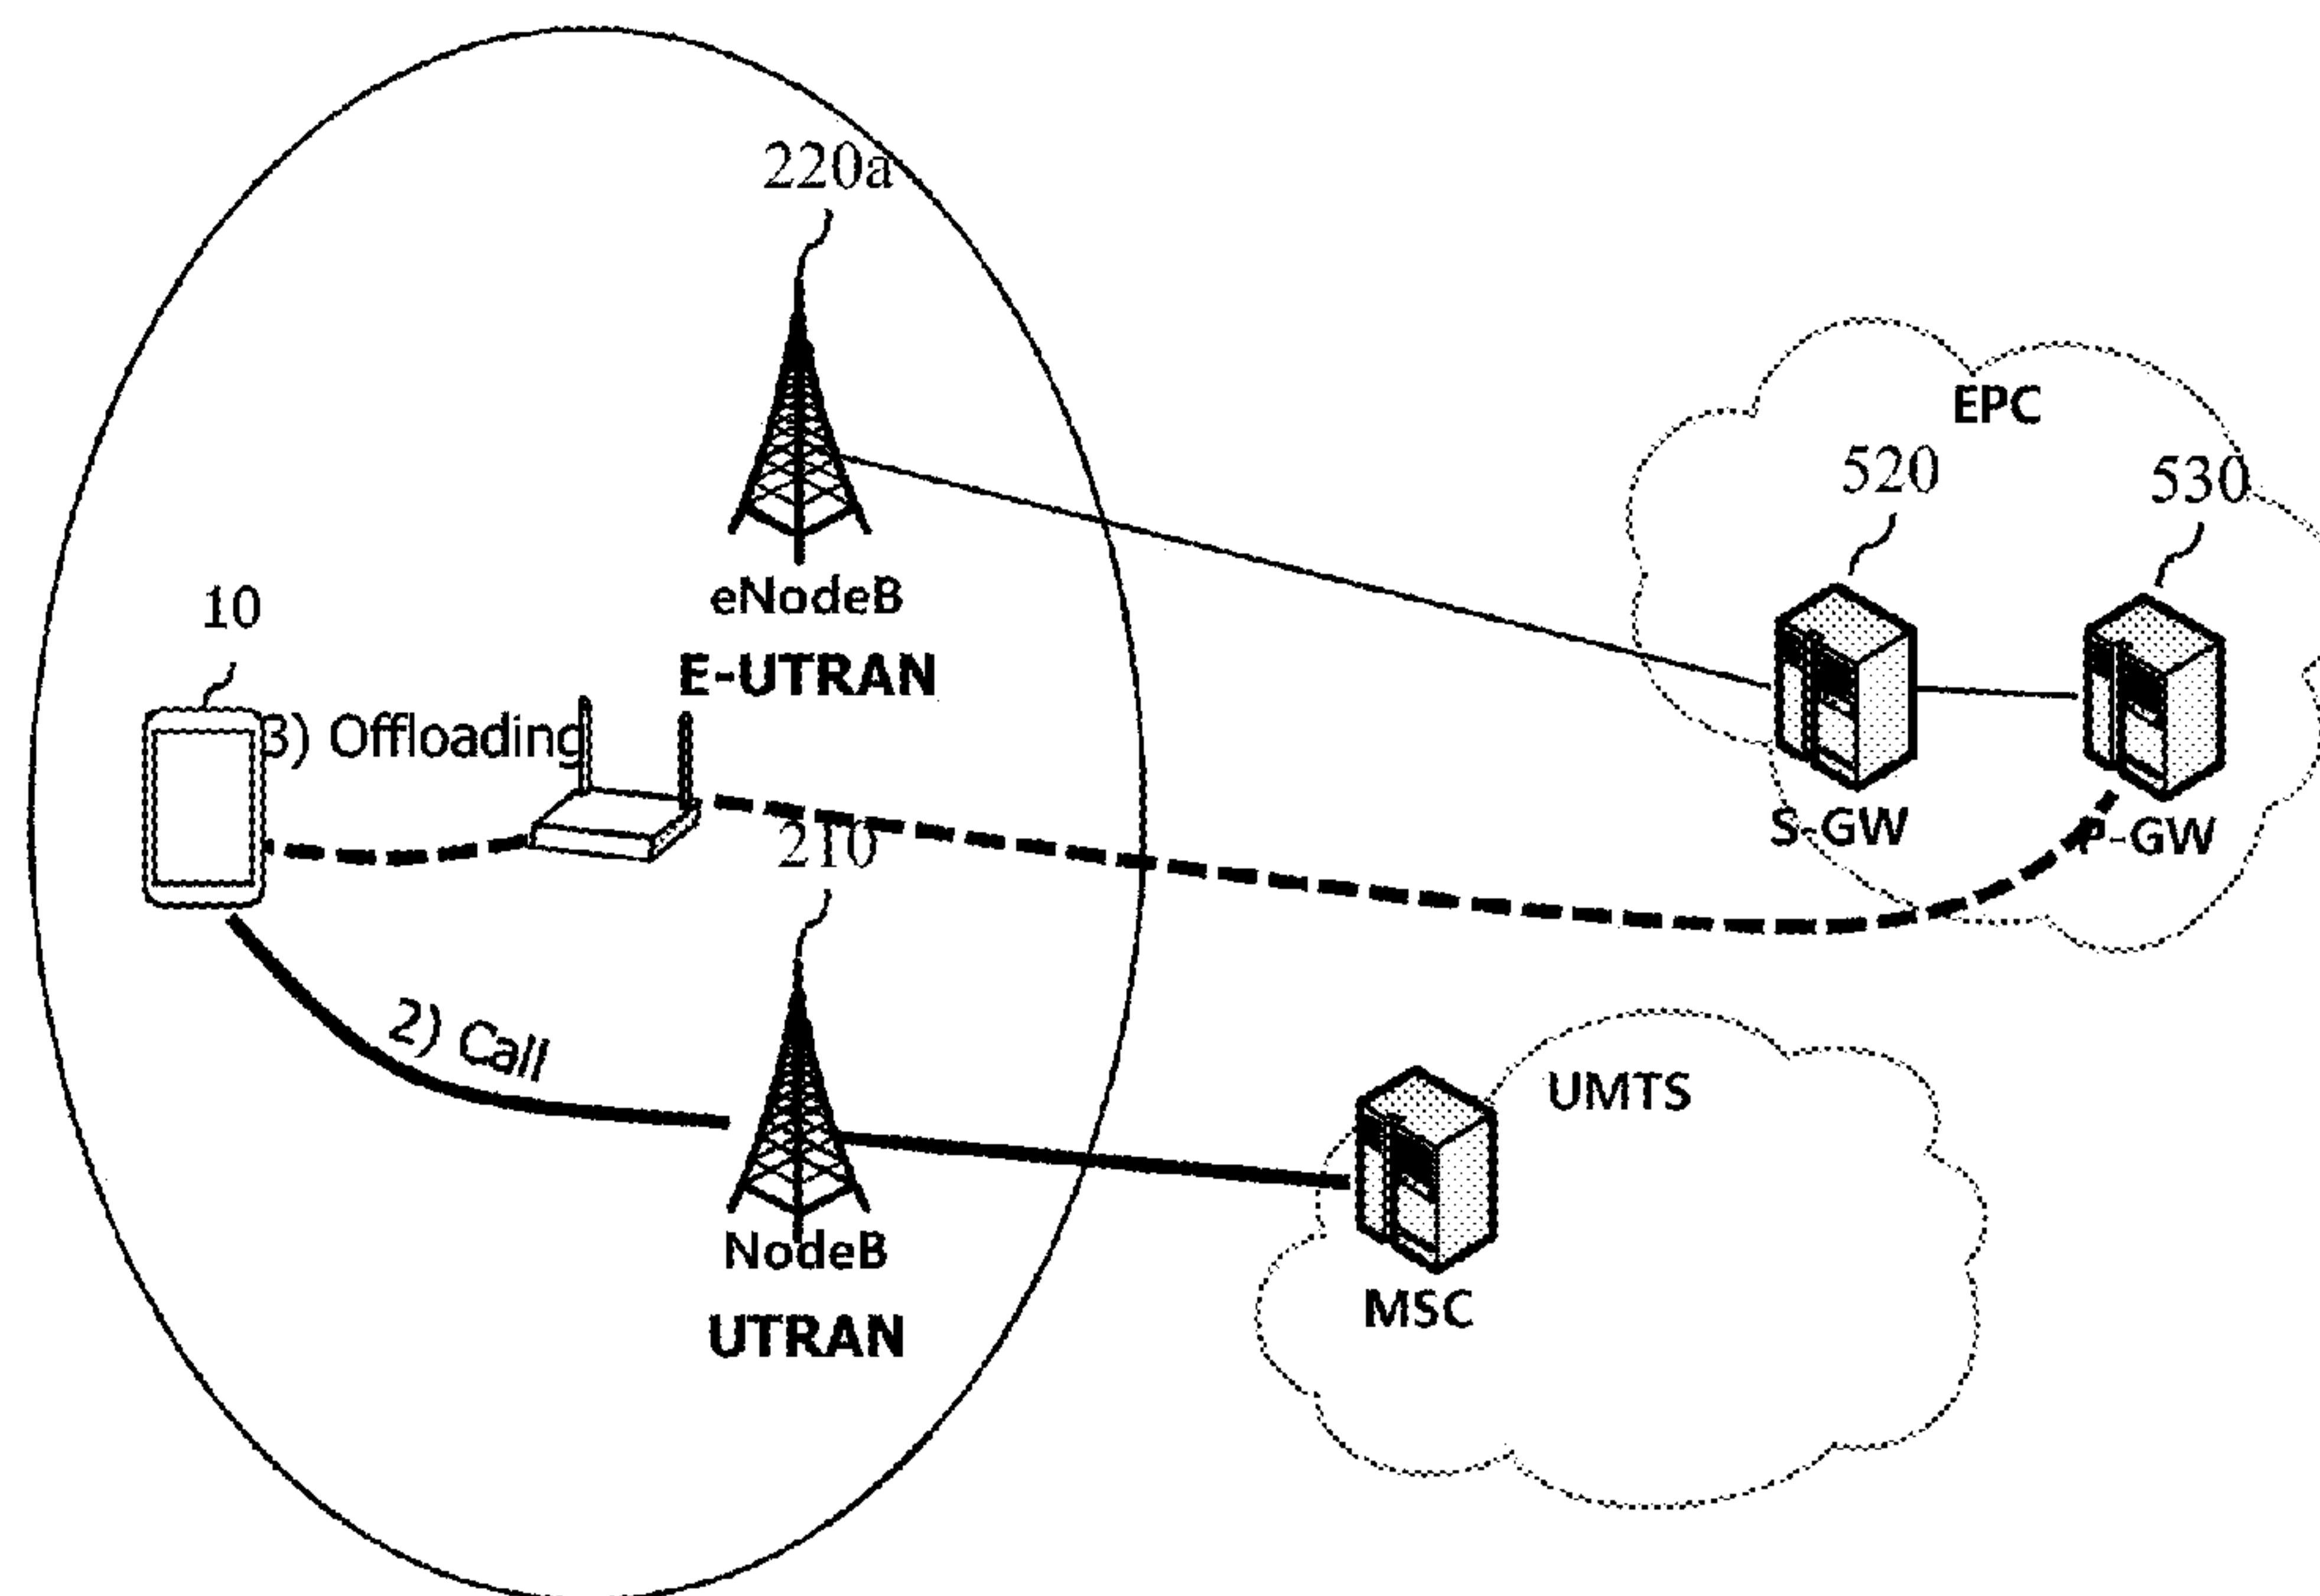 220a
EPC
520
530
eNodeB
10
E-UTRAN
3) Offloading
S-GW
P-GW
210
2) Call
UMTS
NodeB
MSC
UTRAN